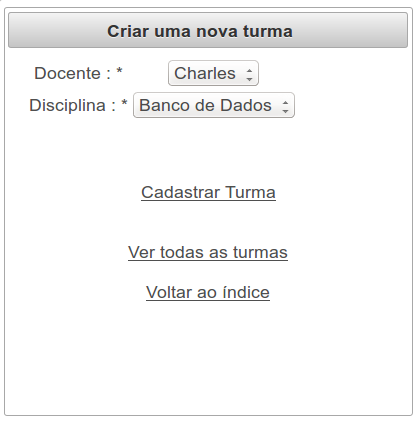 Criar uma nova turma
Docente : * Charles
Disciplina : * Banco de Dados
Cadastrar Turma
Ver todas as turmas
Voltar ao índice